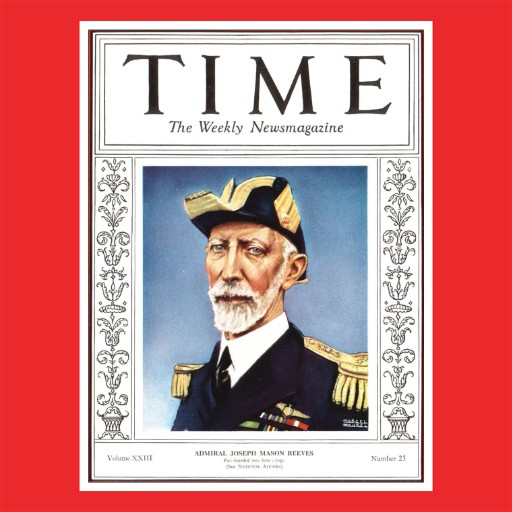 TIME
The Weekly Newsmagazine
Volume XXIII
ADMIRAL JOSEPH MASON REEVES
(See NATIONAL AFFAIRS)
Number 23